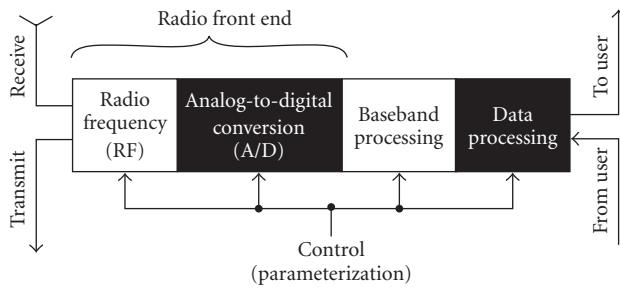 Radio front end
Receive
Transmit
Radio
frequency
(RF)
Analog-to-digital
conversion
(A/D)
Baseband
processing
Data
processing
To user
From user
Control
(parameterization)